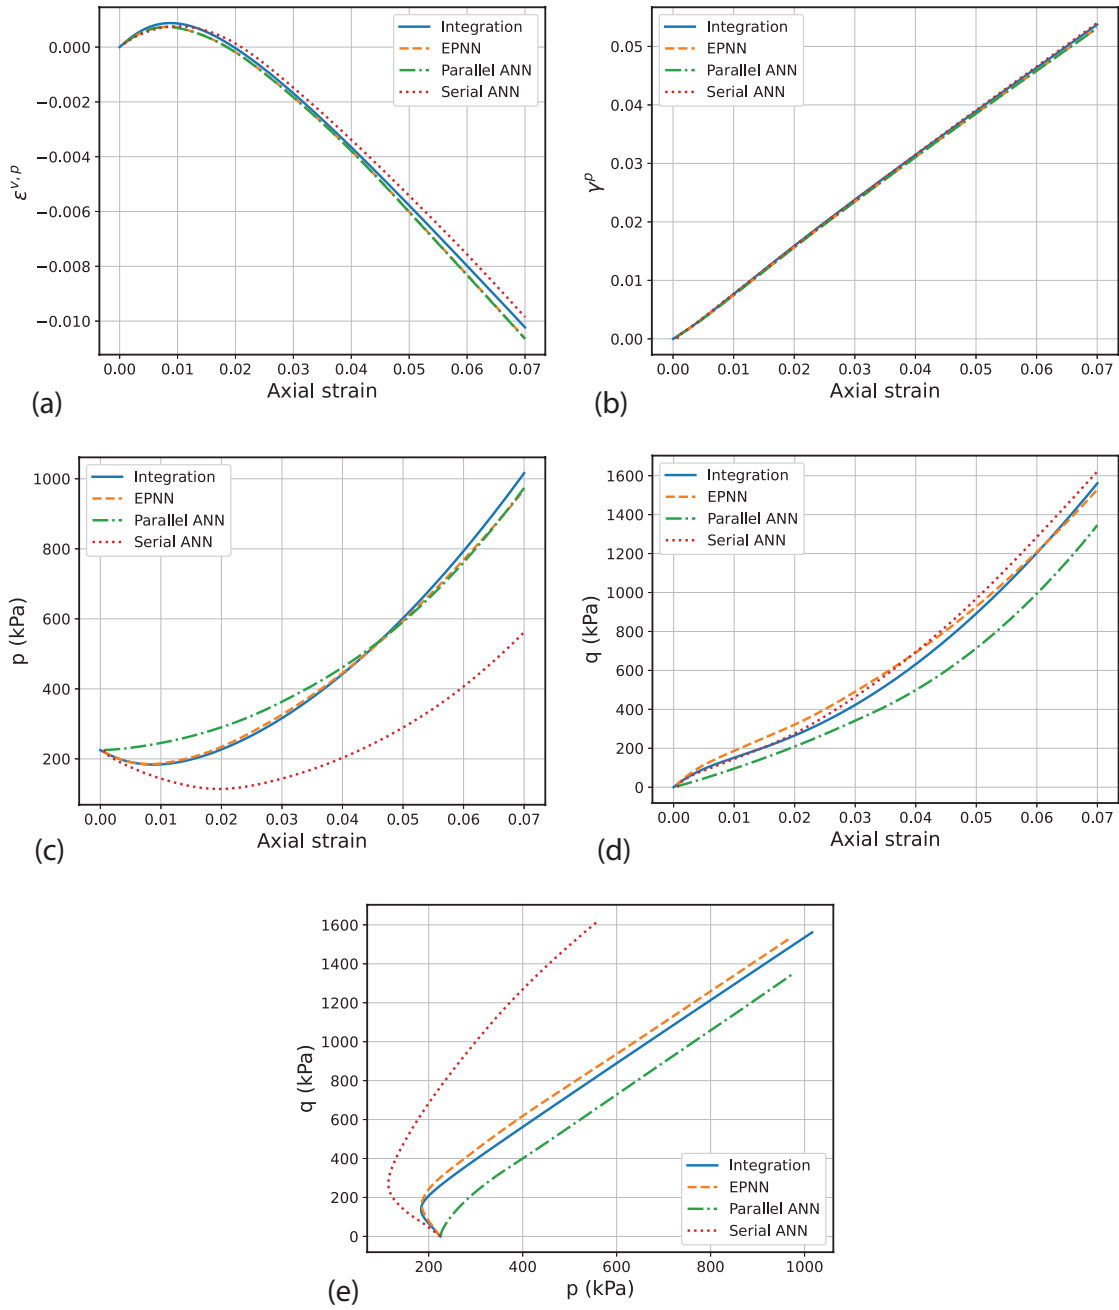 Integration
EPNN
Parallel ANN
Serial ANN
0.000
−0.002
−0.004
−0.006
−0.008
−0.010
ε^{v,p}
0.00 0.01 0.02 0.03 0.04 0.05 0.06 0.07
Axial strain
(a)
Integration
EPNN
Parallel ANN
Serial ANN
0.05
0.04
0.03
0.02
0.01
0.00
γ^p
0.00 0.01 0.02 0.03 0.04 0.05 0.06 0.07
Axial strain
(b)
Integration
EPNN
Parallel ANN
Serial ANN
1000
800
600
400
200
0
p (kPa)
0.00 0.01 0.02 0.03 0.04 0.05 0.06 0.07
Axial strain
(c)
Integration
EPNN
Parallel ANN
Serial ANN
1600
1400
1200
1000
800
600
400
200
0
q (kPa)
0.00 0.01 0.02 0.03 0.04 0.05 0.06 0.07
Axial strain
(d)
1600
1400
1200
1000
800
600
400
200
0
q (kPa)
Integration
EPNN
Parallel ANN
Serial ANN
200 400 600 800 1000
p (kPa)
(e)